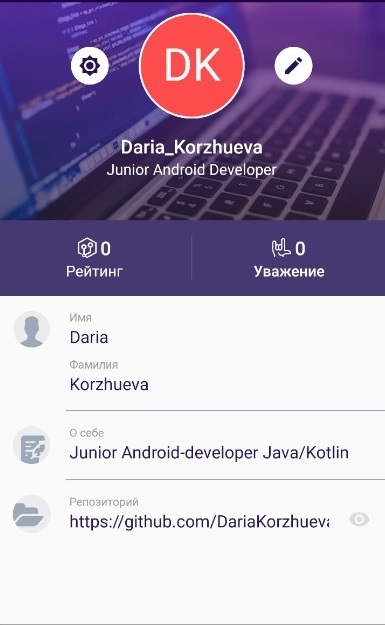 DK
Daria_Korzhueva
Junior Android Developer
0 0
Рейтинг Уважение
Имя
Daria
Фамилия
Korzhueva
О себе
Junior Android-developer Java/Kotlin
Репозиторий
https://github.com/DariaKorzhueva